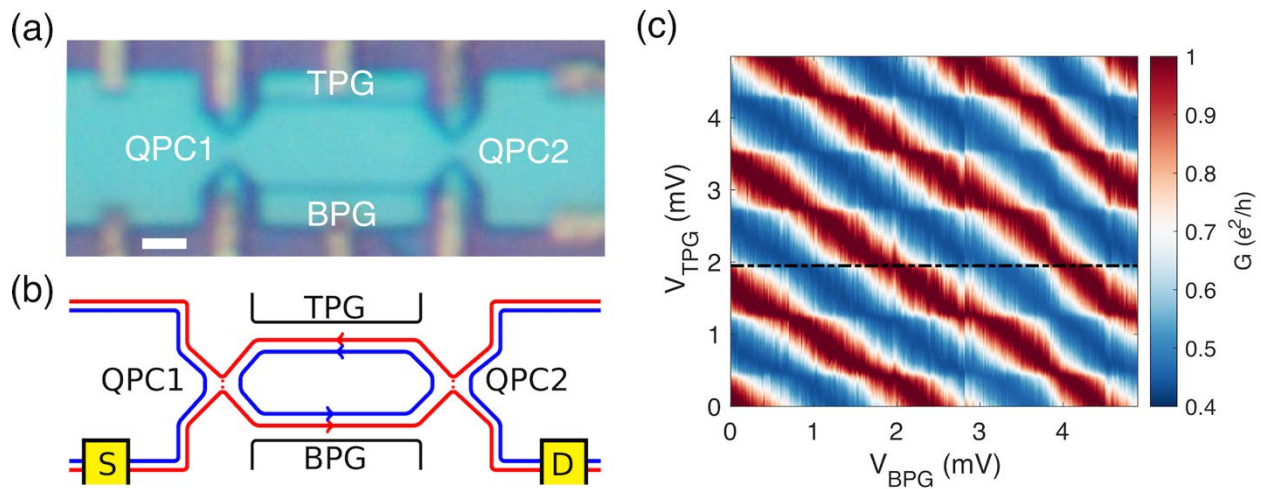 (a)
TPG
QPC1
QPC2
BPG
(b)
TPG
QPC1
QPC2
S
BPG
D
(c)
V_TPG (mV)
4
3
2
1
0
0 1 2 3 4
V_BPG (mV)
1
0.9
0.8
0.7
0.6
0.5
0.4
G (e²/h)